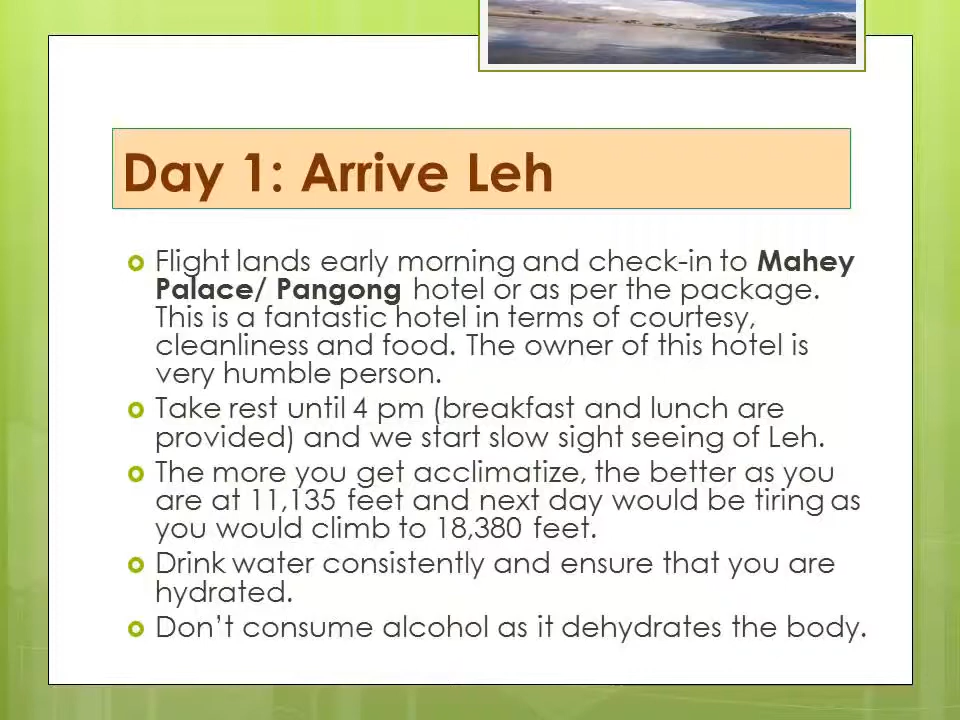 Day 1: Arrive Leh
Flight lands early morning and check-in to Mahey
Palace/ Pangong hotel or as per the package.
This is a fantastic hotel in terms of courtesy,
cleanliness and food. The owner of this hotel is
very humble person.
Take rest until 4 pm (breakfast and lunch are
provided) and we start slow sight seeing of Leh.
The more you get acclimatize, the better as you
are at 11,135 feet and next day would be tiring as
you would climb to 18,380 feet.
Drink water consistently and ensure that you are
hydrated.
Don't consume alcohol as it dehydrates the body.